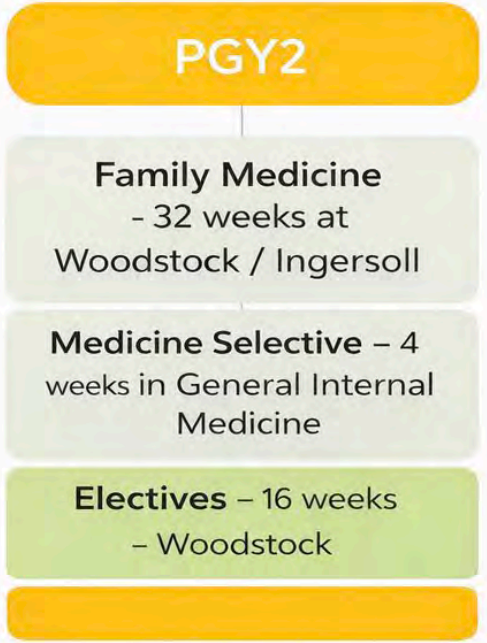 PGY2
Family Medicine
- 32 weeks at
Woodstock / Ingersoll
Medicine Selective – 4
weeks in General Internal
Medicine
Electives – 16 weeks
– Woodstock